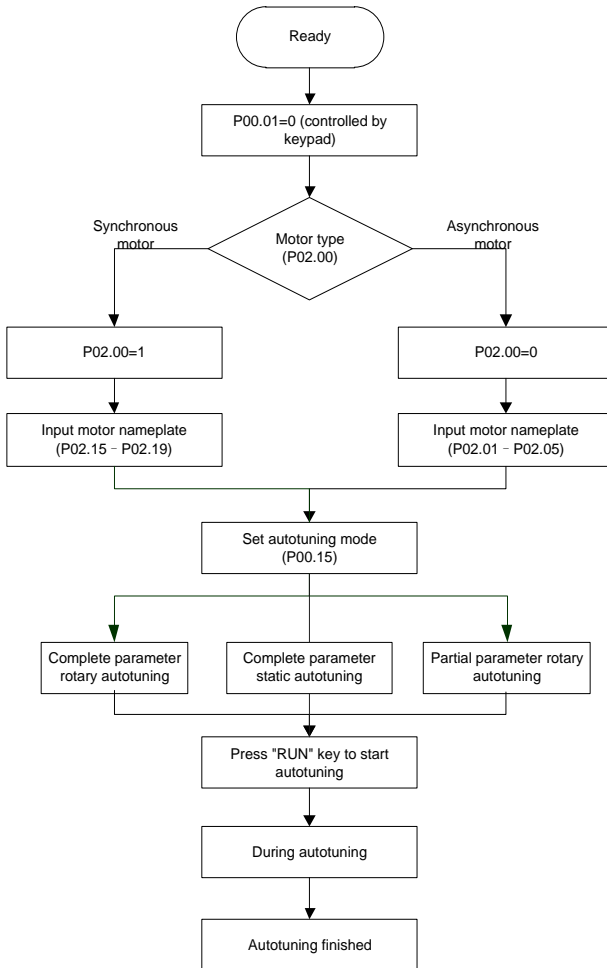 Ready
P00.01=0 (controlled by
keypad)
Synchronous
motor
Motor type
(P02.00)
Asynchronous
motor
P02.00=1
P02.00=0
Input motor nameplate
(P02.15－P02.19)
Input motor nameplate
(P02.01－P02.05)
Set autotuning mode
(P00.15)
Complete parameter
rotary autotuning
Complete parameter
static autotuning
Partial parameter rotary
autotuning
Press "RUN" key to start
autotuning
During autotuning
Autotuning finished